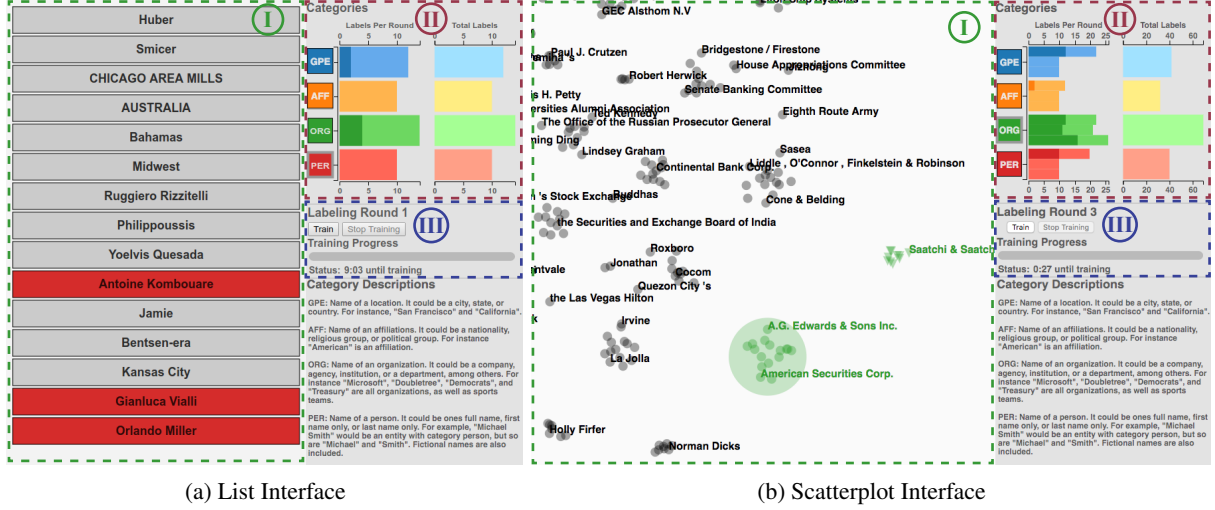 Huber
Smicer
CHICAGO AREA MILLS
AUSTRALIA
Bahamas
Midwest
Ruggiero Rizzitelli
Philippoussis
Yoelvis Quesada
Antoine Kombouare
Jamie
Bentsen-era
Kansas City
Gianluca Vialli
Orlando Miller
I
Categories
II
Labels Per Round
Total Labels
0 5 10
0 5 10
GPE
AFF
ORG
PER
0 5 10
0 5 10
Labeling Round 1
III
Train
Stop Training
Training Progress
Status: 9:03 until training
Category Descriptions
GPE: Name of a location. It could be a city, state, or
country. For instance, "San Francisco" and "California".
AFF: Name of an affiliations. It could be a nationality,
religious group, or political group. For instance
"American" is an affiliation.
ORG: Name of an organization. It could be a company,
agency, institution, or a department, among others. For
instance "Microsoft", "Doubletree", "Democrats", and
"Treasury" are all organizations, as well as sports
teams.
PER: Name of a person. It could be ones full name, first
name only, or last name only. For example, "Michael
Smith" would be an entity with category person, but so
are "Michael" and "Smith". Fictional names are also
included.
(a) List Interface
GEC Alsthom N.V
I
Paul J. Crutzen
Bridgestone / Firestone
House Appropriations Committee
Robert Herwick
Senate Banking Committee
s H. Petty
ersities Alumni Association
Ted Kennedy
Eighth Route Army
The Office of the Russian Prosecutor General
ming Ding
Lindsey Graham
Sasea
Continental Bank Corp.
Liddle , O'Connor , Finkelstein & Robinson
n 's Stock Exchange
Buddhas
Cone & Belding
the Securities and Exchange Board of India
Roxboro
Saatchi & Saatch
ntvale
Jonathan
Cocom
Quezon City 's
the Las Vegas Hilton
k
Irvine
A.G. Edwards & Sons Inc.
La Jolla
American Securities Corp.
Holly Firfer
Norman Dicks
Categories
II
Labels Per Round
Total Labels
0 5 10 15 20 25
0 20 40 60
GPE
AFF
ORG
PER
0 5 10 15 20 25
0 20 40 60
Labeling Round 3
III
Train
Stop Training
Training Progress
Status: 0:27 until training
Category Descriptions
GPE: Name of a location. It could be a city, state, or
country. For instance, "San Francisco" and "California".
AFF: Name of an affiliations. It could be a nationality,
religious group, or political group. For instance
"American" is an affiliation.
ORG: Name of an organization. It could be a company,
agency, institution, or a department, among others. For
instance "Microsoft", "Doubletree", "Democrats", and
"Treasury" are all organizations, as well as sports
teams.
PER: Name of a person. It could be ones full name, first
name only, or last name only. For example, "Michael
Smith" would be an entity with category person, but so
are "Michael" and "Smith". Fictional names are also
included.
(b) Scatterplot Interface